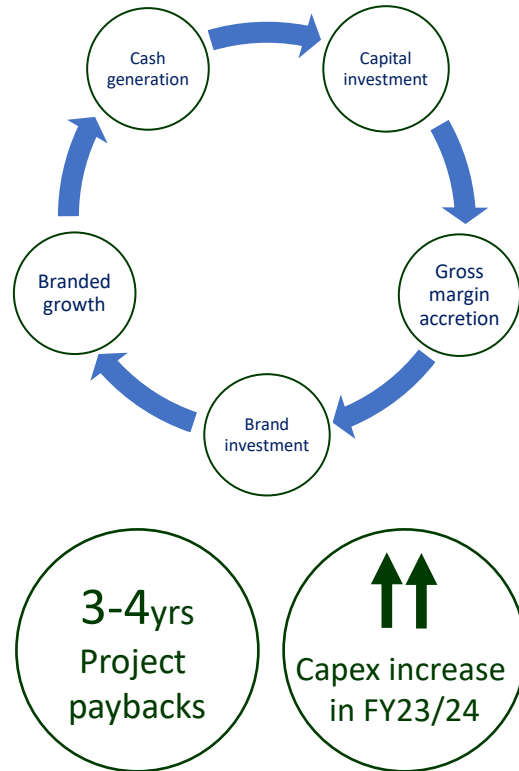 Cash
generation
Capital
investment
Gross
margin
accretion
Brand
investment
Branded
growth
3-4yrs
Project
paybacks
Capex increase
in FY23/24